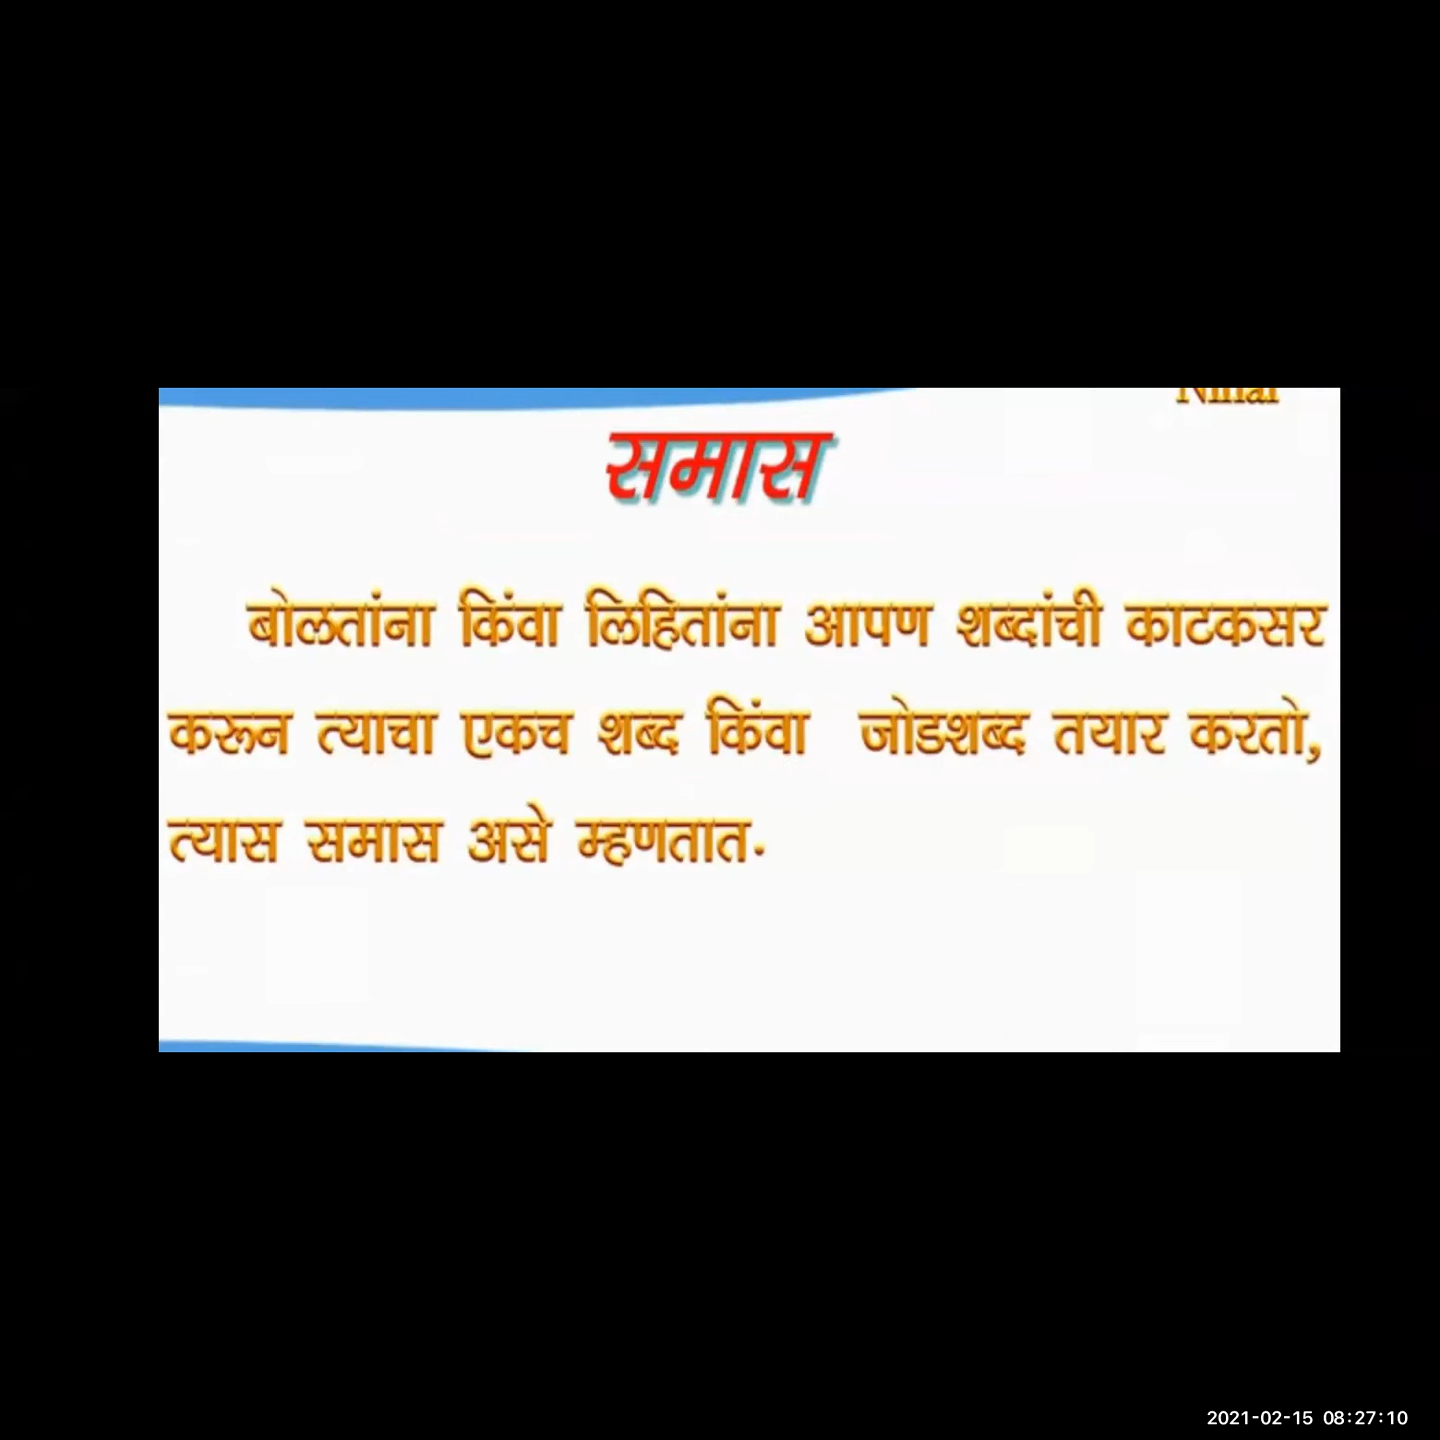 समास
बोलतांना किंवा लिहितांना आपण शब्दांची काटकसर
करून त्याचा एकच शब्द किंवा जोडशब्द तयार करतो,
त्यास समास असे म्हणतात.
2021-02-15 08:27:10